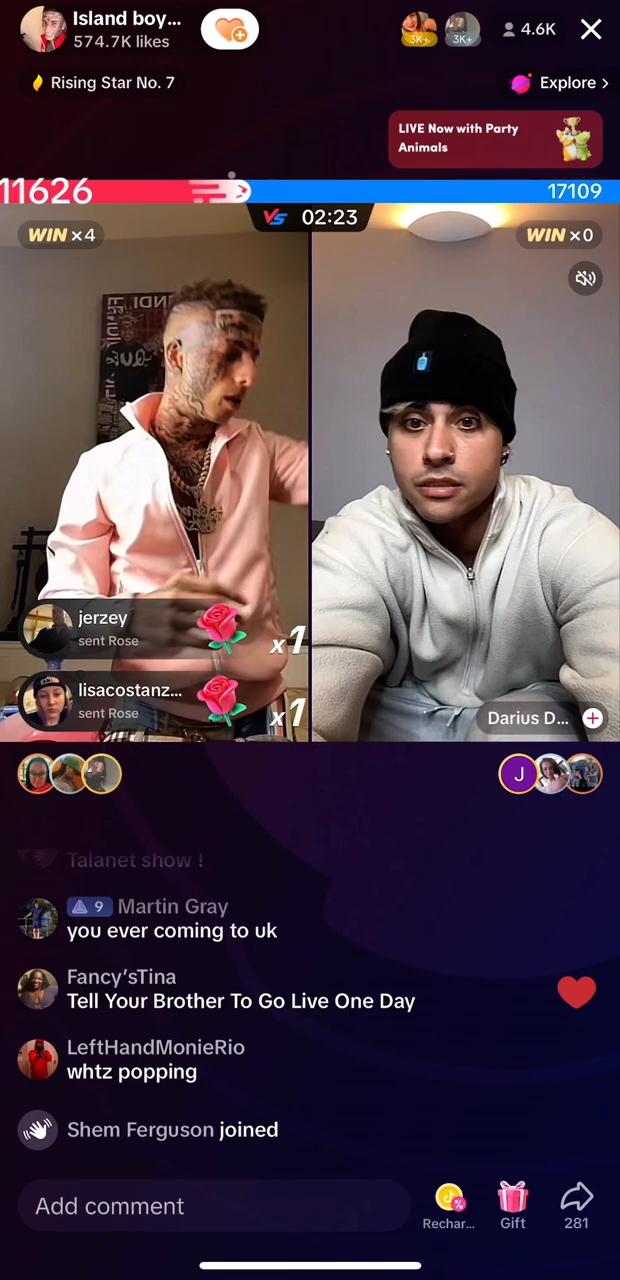 Island boy...
574.7K likes
3K+
3K+
4.6K
Rising Star No. 7
Explore >
LIVE Now with Party
Animals
11626
17109
VS 02:23
WIN ×4
WIN ×0
jerzey
sent Rose
x1
lisacostanz...
sent Rose
x1
Darius D...
J
Talanet show !
9 Martin Gray
you ever coming to uk
Fancy'sTina
Tell Your Brother To Go Live One Day
LeftHandMonieRio
whtz popping
Shem Ferguson joined
Add comment
Rechar...
Gift
281